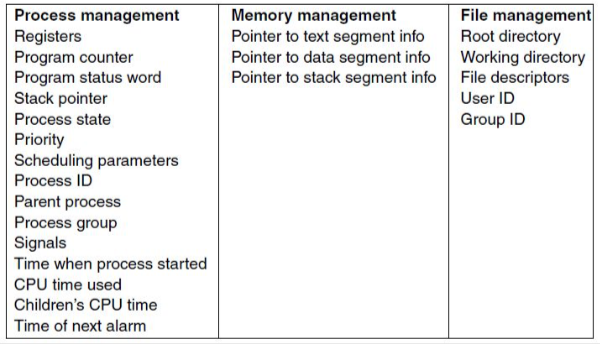 Process management
Registers
Program counter
Program status word
Stack pointer
Process state
Priority
Scheduling parameters
Process ID
Parent process
Process group
Signals
Time when process started
CPU time used
Children's CPU time
Time of next alarm
Memory management
Pointer to text segment info
Pointer to data segment info
Pointer to stack segment info
File management
Root directory
Working directory
File descriptors
User ID
Group ID